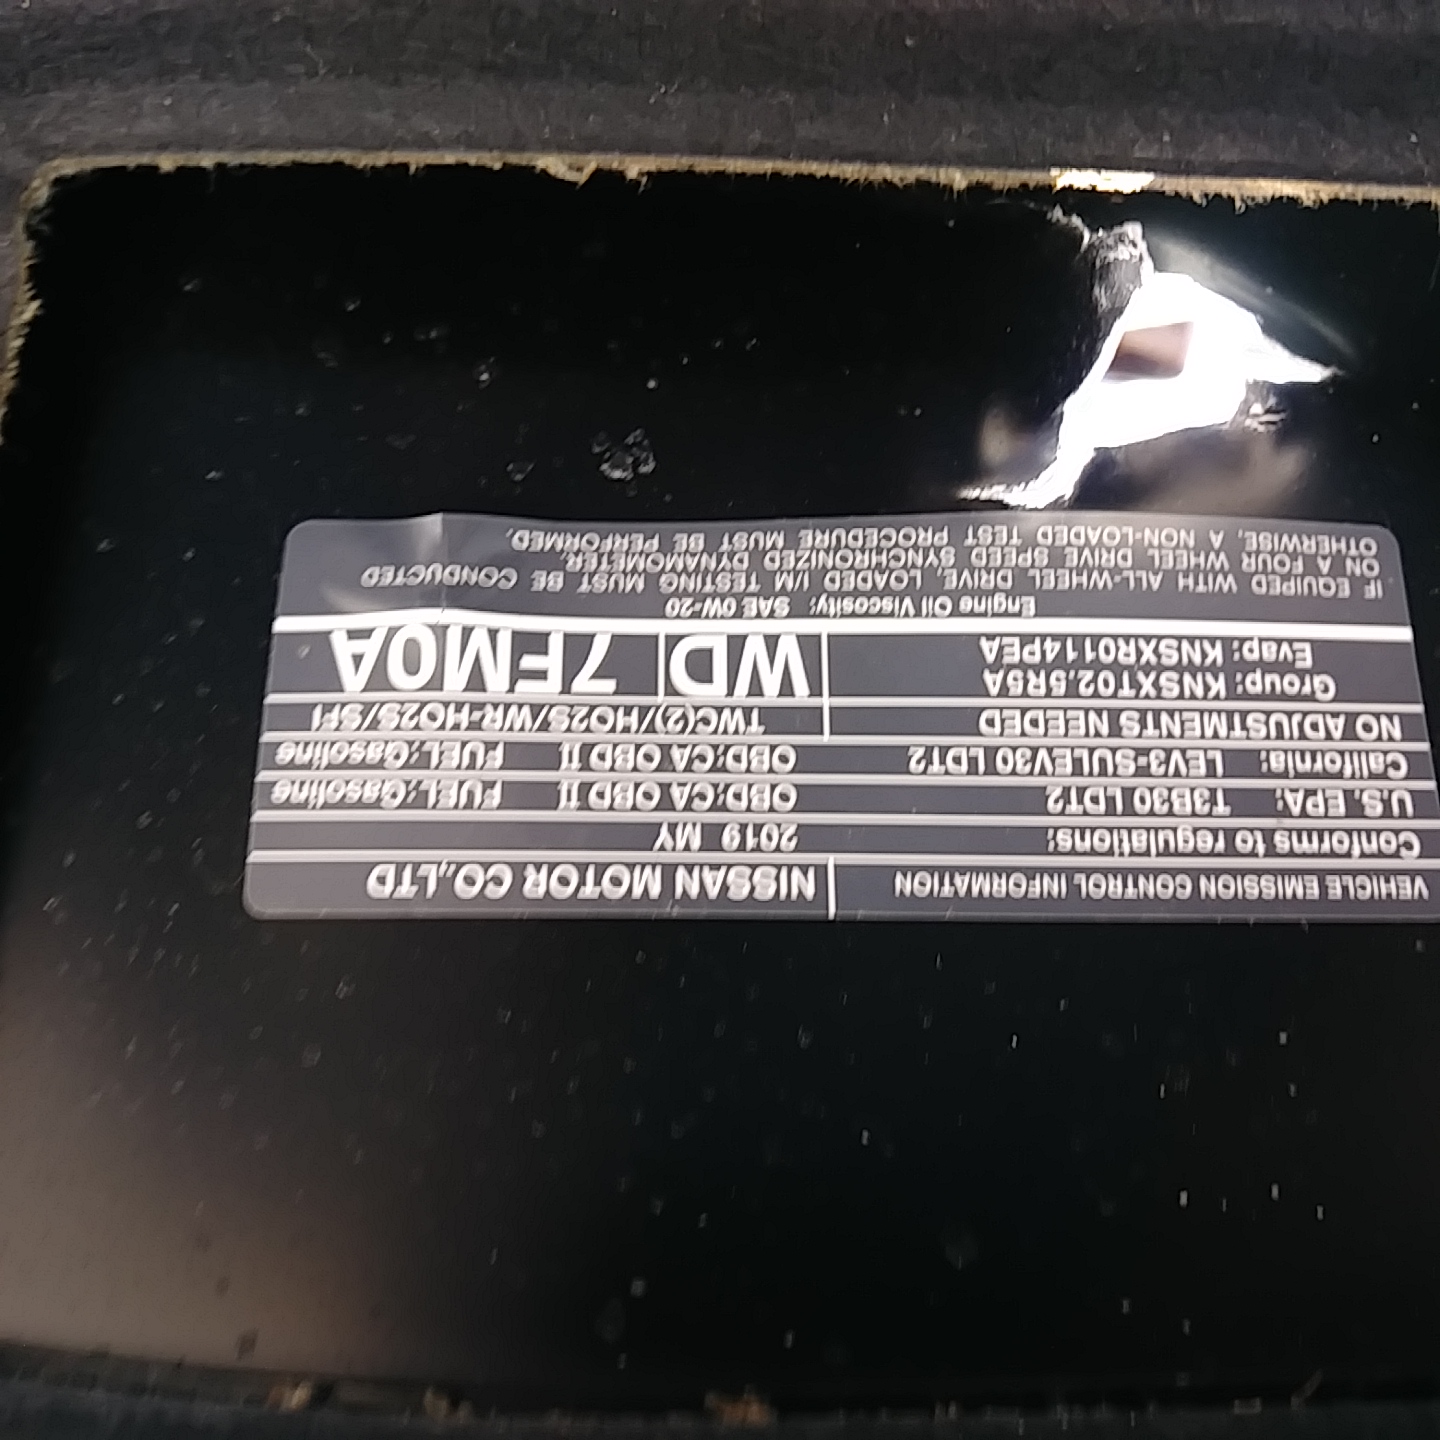 VEHICLE EMISSION CONTROL INFORMATION NISSAN MOTOR CO.,LTD
Conforms to regulations: 2019 MY
U.S. EPA: T3B30 LDT2 OBD:CA OBD II FUEL:Gasoline
California: LEV3-SULEV30 LDT2 OBD:CA OBD II FUEL:Gasoline
NO ADJUSTMENTS NEEDED TWC(2)/HO2S/WR-HO2S/SFI
Group: KNSXT02.5R5A WD 7FM0A
Evap: KNSXR0114PEA
Engine Oil Viscosity: SAE 0W-20
IF EQUIPED WITH ALL-WHEEL DRIVE, LOADED I/M TESTING MUST BE CONDUCTED
ON A FOUR WHEEL DRIVE SPEED SYNCHRONIZED DYNAMOMETER.
OTHERWISE, A NON-LOADED TEST PROCEDURE MUST BE PERFORMED.